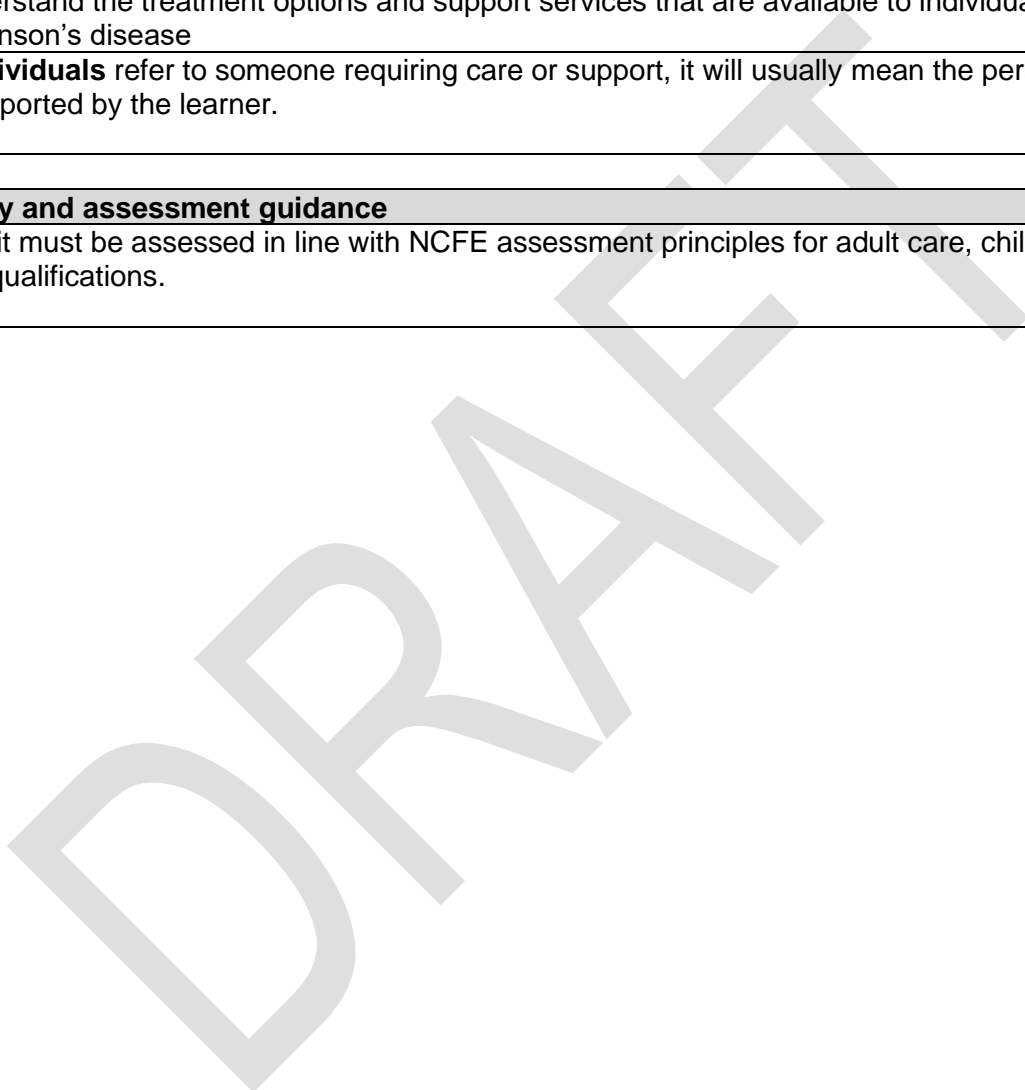 erstand the treatment options and support services that are available to individua
nson's disease
ividuals refer to someone requiring care or support, it will usually mean the per
ported by the learner.
y and assessment guidance
it must be assessed in line with NCFE assessment principles for adult care, chil
qualifications.
DRAFT